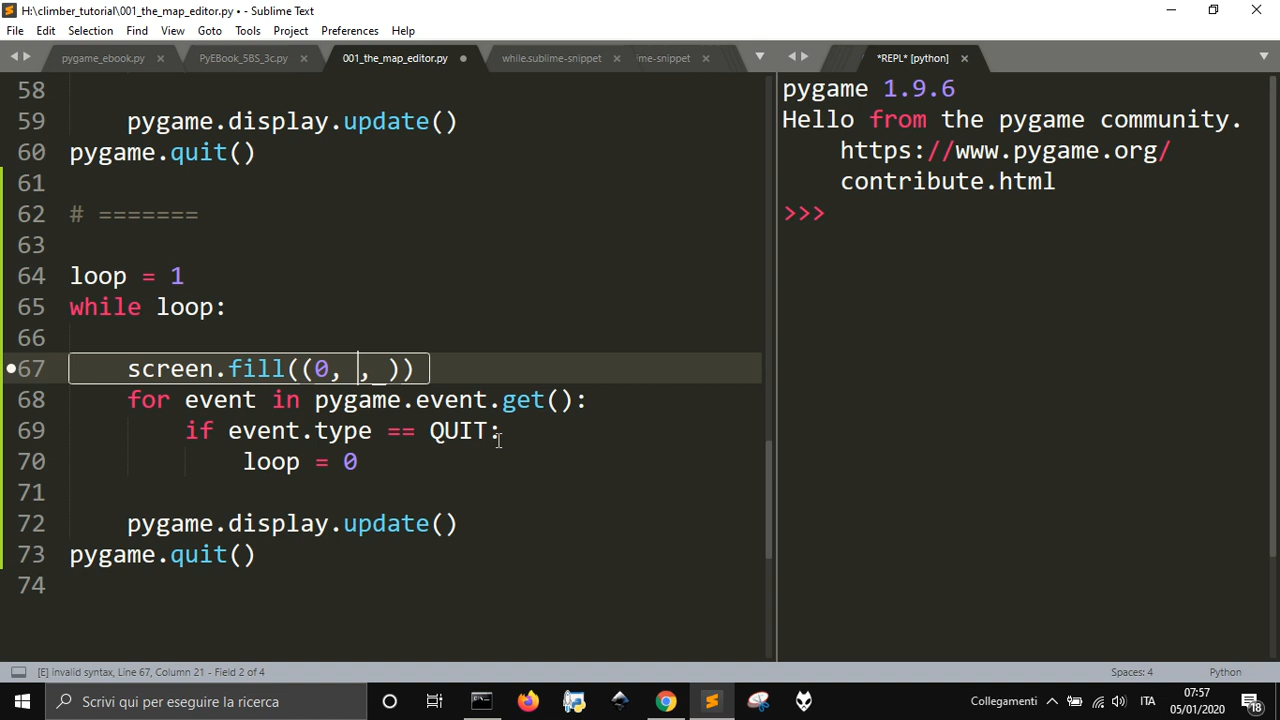 H:\climber_tutorial\001_the_map_editor.py • - Sublime Text
File Edit Selection Find View Goto Tools Project Preferences Help
pygame_ebook.py PyEBook_5BS_3c.py 001_the_map_editor.py while.sublime-snippet me-snippet *REPL* [python]
58
59 pygame.display.update()
60 pygame.quit()
61
62 # =======
63
64 loop = 1
65 while loop:
66
67 screen.fill((0, ,_))
68 for event in pygame.event.get():
69 if event.type == QUIT:
70 loop = 0
71
72 pygame.display.update()
73 pygame.quit()
74
pygame 1.9.6
Hello from the pygame community.
https://www.pygame.org/
contribute.html
>>>
[E] invalid syntax, Line 67, Column 21 - Field 2 of 4 Spaces: 4 Python
Scrivi qui per eseguire la ricerca
Collegamenti ITA
07:57
05/01/2020
18